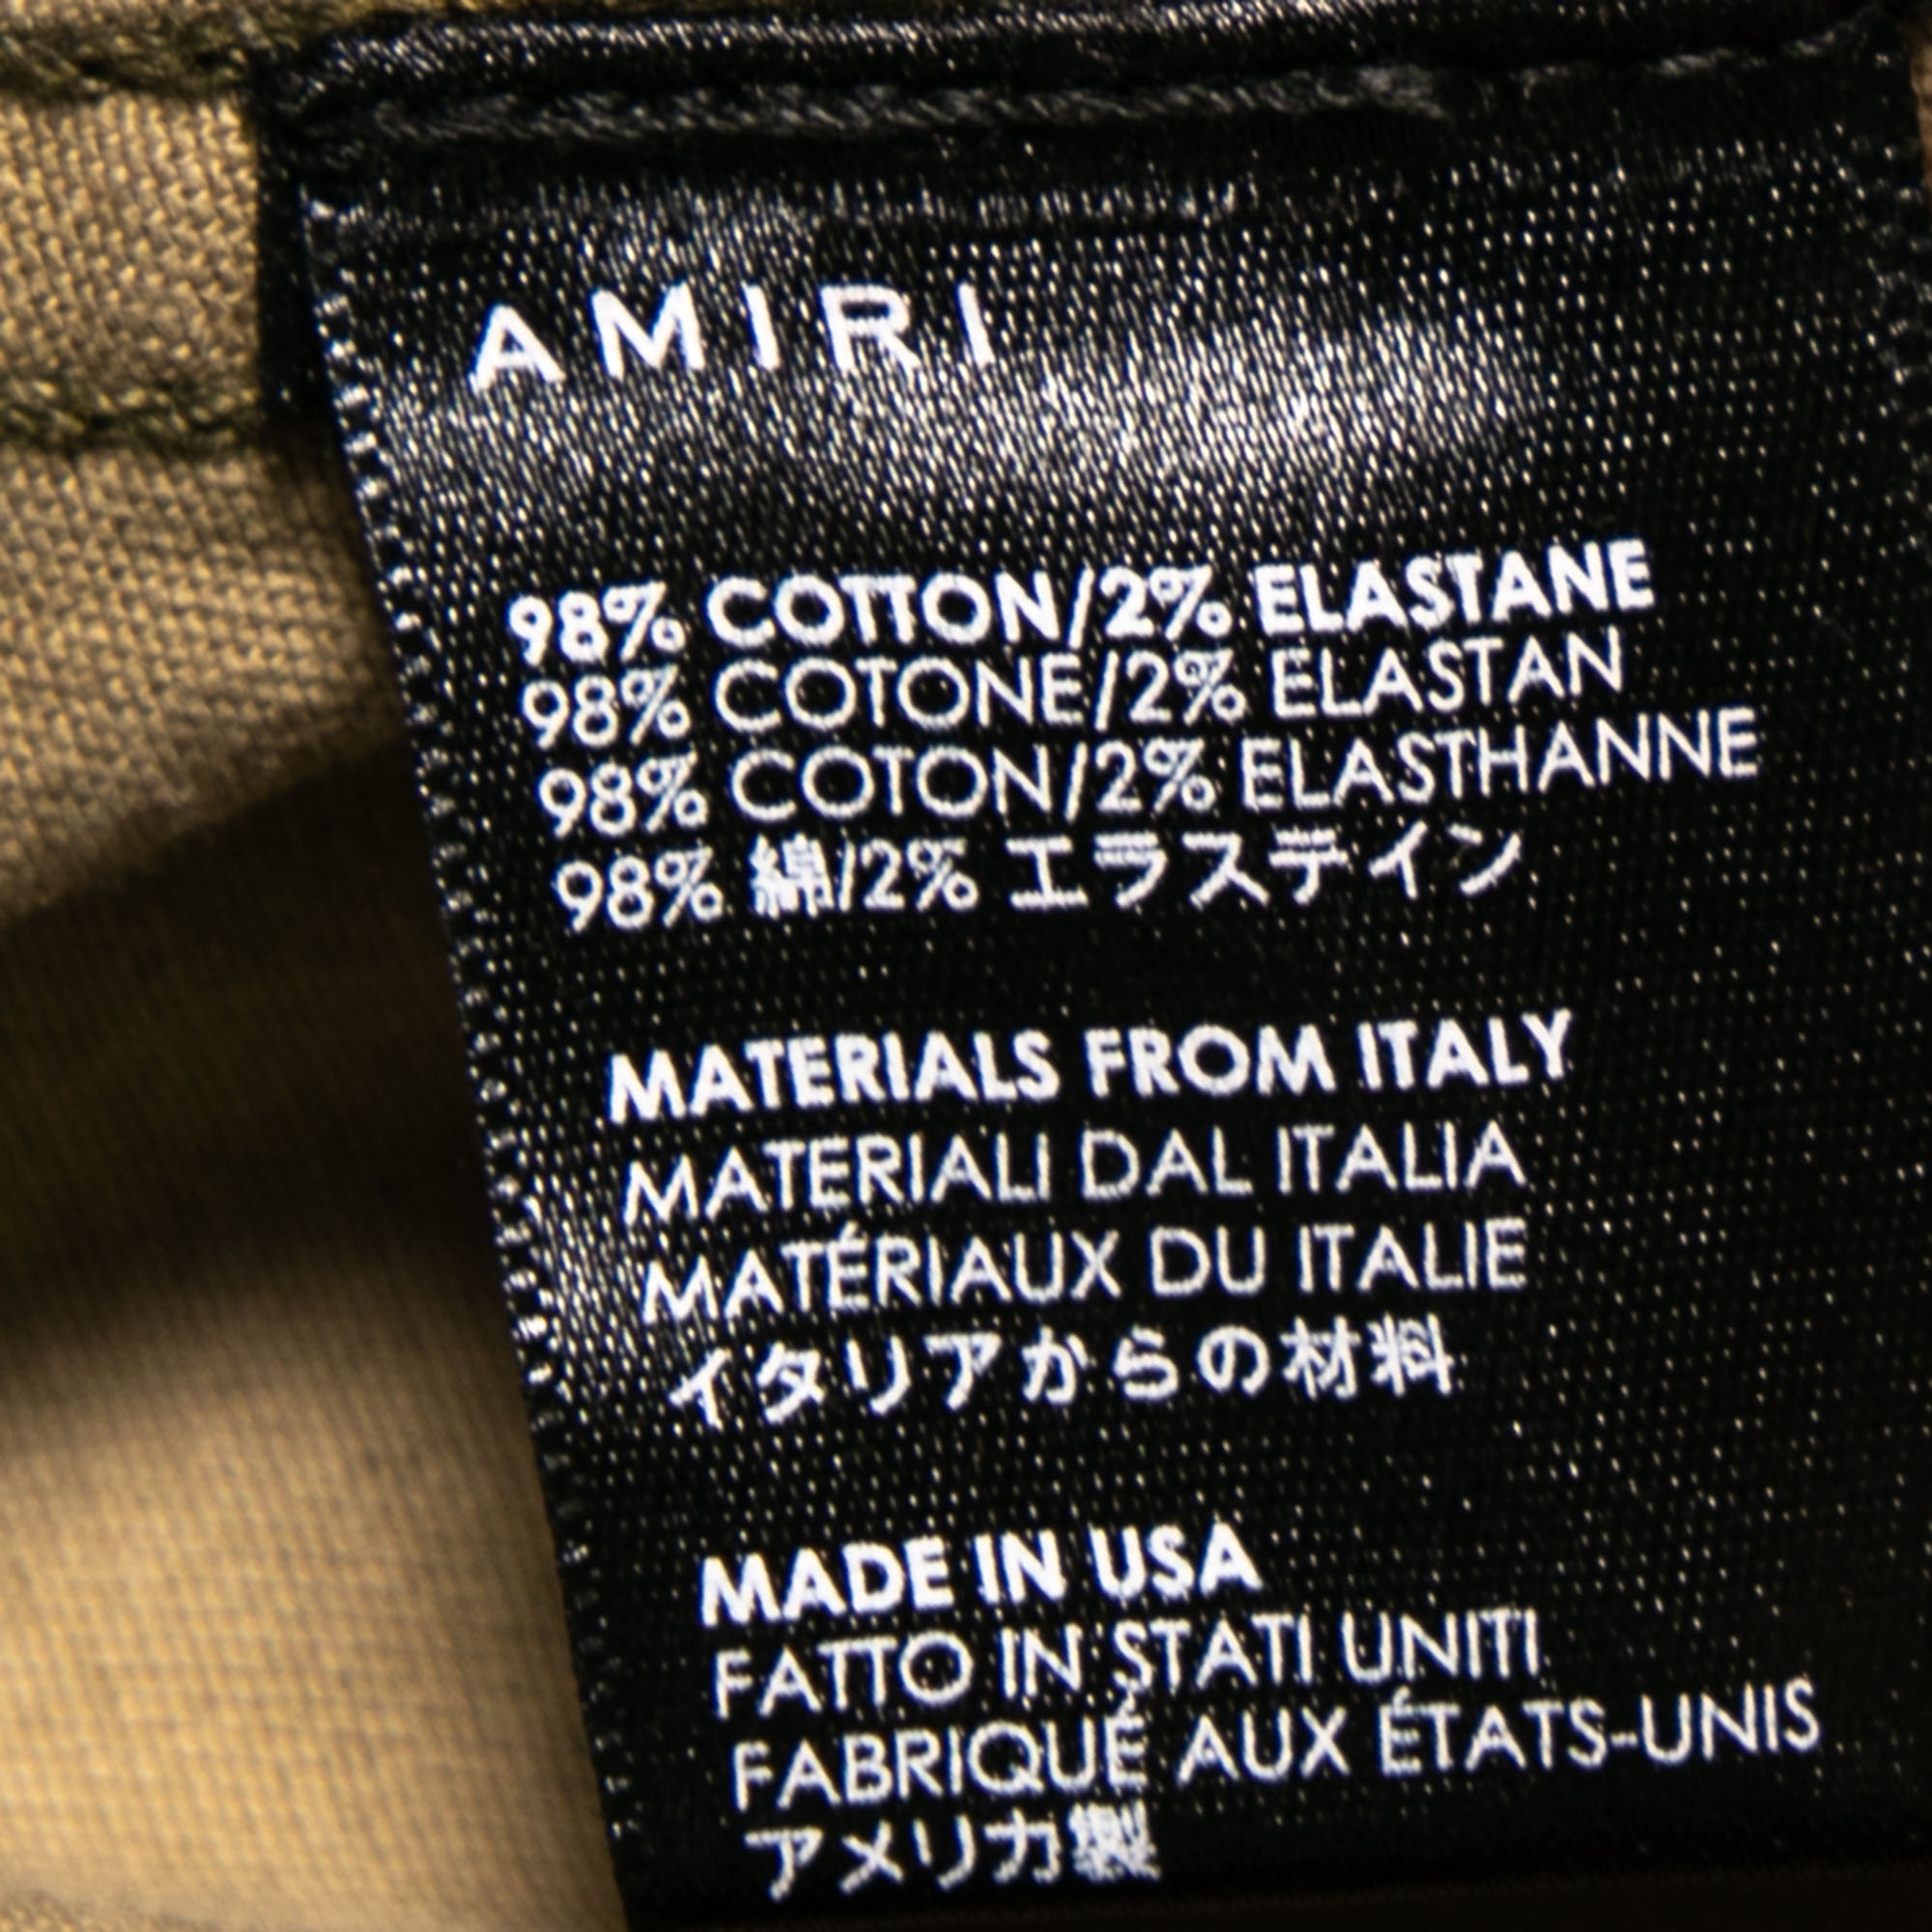 AMIRI
98% COTTON/2% ELASTANE
98% COTONE/2% ELASTAN
98% COTON/2% ELASTHANNE
98% 綿/2% エラステイン
MATERIALS FROM ITALY
MATERIALI DAL ITALIA
MATÉRIAUX DU ITALIE
イタリアからの材料
MADE IN USA
FATTO IN STATI UNITI
FABRIQUÉ AUX ÉTATS-UNIS
アメリカ製